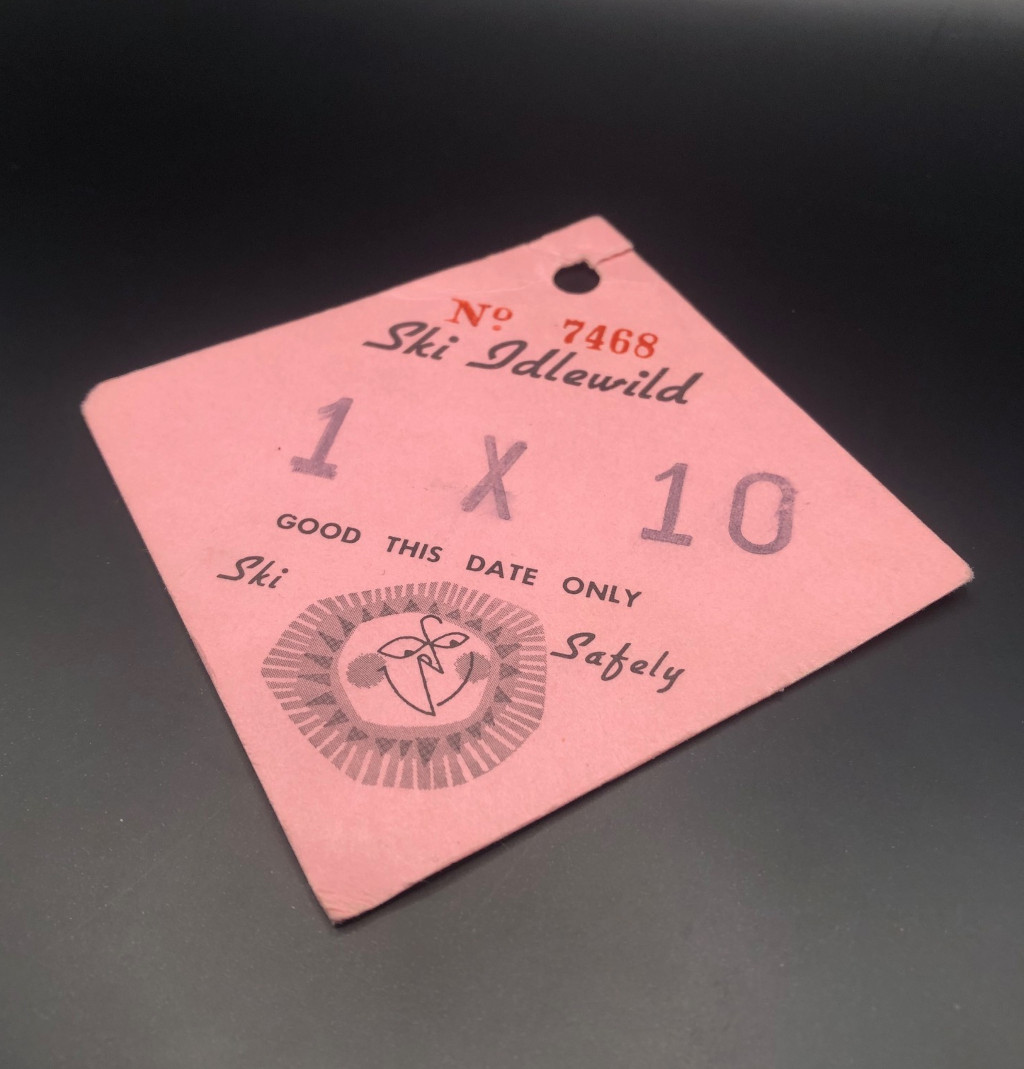 Nº 7468
Ski Idlewild
1 X 10
GOOD THIS DATE ONLY
Ski Safely